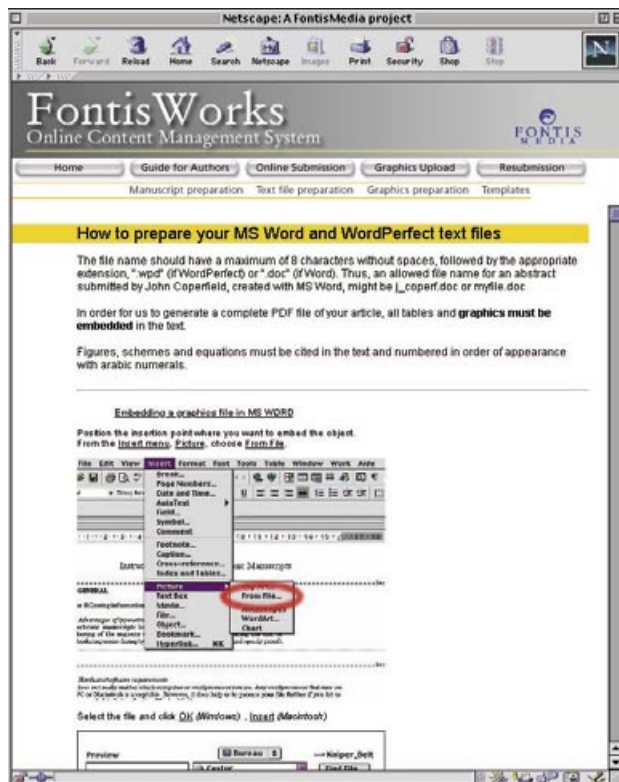 Netscape: A FontisMedia project
Back Forward Reload Home Search Netscape Images Print Security Shop Stop
N
FontisWorks
Online Content Management System
FONTIS
MEDIA
Home Guide for Authors Online Submission Graphics Upload Resubmission
Manuscript preparation Text file preparation Graphics preparation Templates
How to prepare your MS Word and WordPerfect text files
The file name should have a maximum of 8 characters without spaces, followed by the appropriate
extension, ".wpd" (if WordPerfect) or ".doc" (if Word). Thus, an allowed file name for an abstract
submitted by John Coperfield, created with MS Word, might be j_coperf.doc or myfile.doc
In order for us to generate a complete PDF file of your article, all tables and graphics must be
embedded in the text.
Figures, schemes and equations must be cited in the text and numbered in order of appearance
with arabic numerals.
Embedding a graphics file in MS WORD
Position the insertion point where you want to embed the object.
From the Insert menu, Picture, choose From File.
File Edit View Insert Format Font Tools Table Window Work Aide
Break...
Page Numbers...
Date and Time...
AutoText
Field...
Symbol...
Comment
Footnote...
Caption...
Cross-reference...
Index and Tables...
Manuscripts
Picture
From File...
GENERAL
Text Box
Movie...
File...
WordArt...
Object...
Chart
Bookmark...
Hyperlink... ⌘K
Select the file and click OK (Windows) , Insert (Macintosh)
Preview Bureau Kuiper_Belt
Castor Find File...